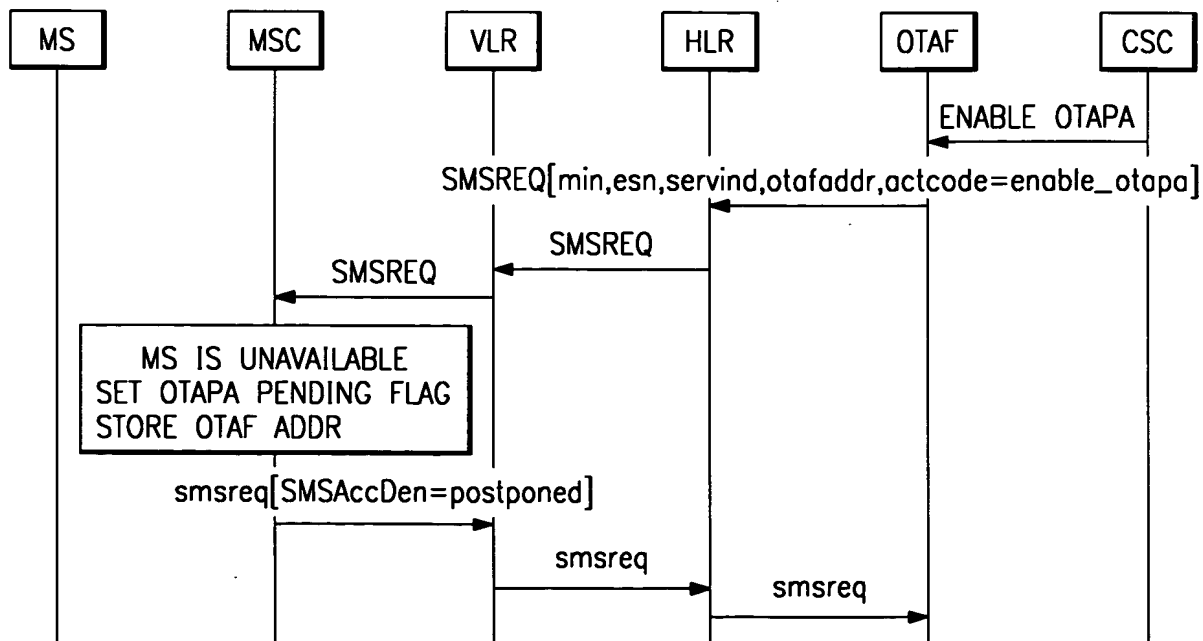 MS
MSC
VLR
HLR
OTAF
CSC
ENABLE OTAPA
SMSREQ[min,esn,servind,otafaddr,actcode=enable_otapa]
SMSREQ
SMSREQ
MS IS UNAVAILABLE
SET OTAPA PENDING FLAG
STORE OTAF ADDR
smsreq[SMSAccDen=postponed]
smsreq
smsreq